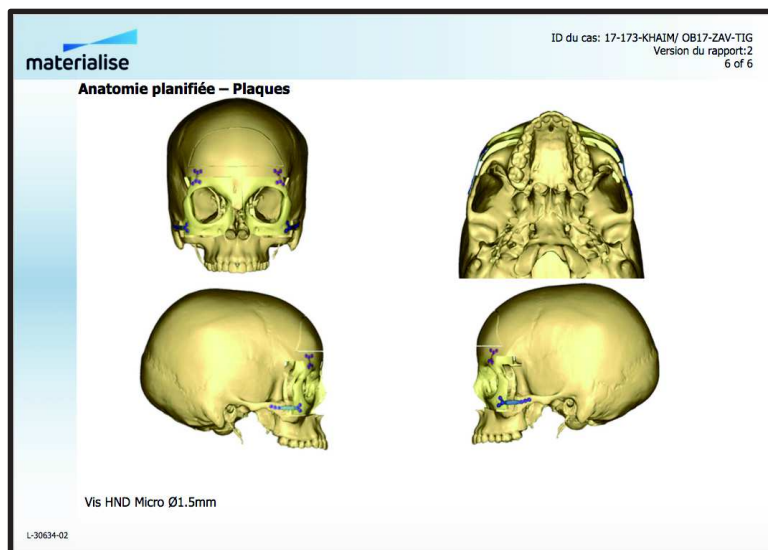 materialise
ID du cas: 17-173-KHAIM/ OB17-ZAV-TIG
Version du rapport:2
6 of 6
Anatomie planifiée – Plaques
Vis HND Micro Ø1.5mm
L-30634-02